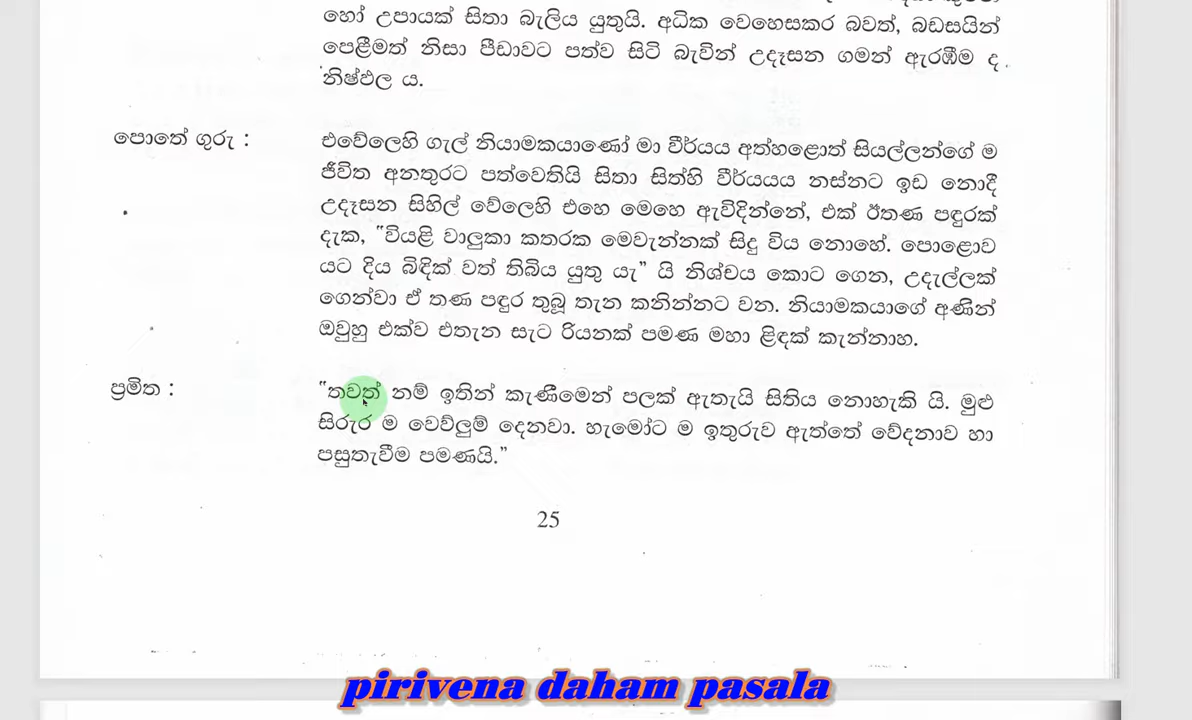 හෝ උපායක් සිතා බැලිය යුතුයි. අධික වෙහෙසකර බවත්, බඩසයින්
පෙළීමත් නිසා පීඩාවට පත්ව සිටි බැවින් උදෑසන ගමන් ඇරඹීම ද
නිෂ්ඵල ය.
පොතේ ගුරු : එවේලෙහි ගැල් නියාමකයාණෝ මා වීර්යය අත්හළොත් සියල්ලන්ගේ ම
ජීවිත අනතුරට පත්වෙතියි සිතා සිත්හි වීර්යයය නස්නට ඉඩ නොදී
උදෑසන සිහිල් වේලෙහි එහෙ මෙහෙ ඇවිදින්නේ, එක් ඊතණ පඳුරක්
දැක, “වියළි වාලුකා කතරක මෙවැන්නක් සිදු විය නොහේ. පොළොව
යට දිය බිඳික් වත් තිබිය යුතු යැ” යි නිශ්චය කොට ගෙන, උදැල්ලක්
ගෙන්වා ඒ තණ පඳුර තුබූ තැන කනින්නට වන. නියාමකයාගේ අණින්
ඔවුහු එක්ව එතැන සැට රියනක් පමණ මහා ළිඳක් කැන්නාහ.
ප්‍රමිත : “තවත් නම් ඉතින් කැණීමෙන් පලක් ඇතැයි සිතිය නොහැකි යි. මුළු
සිරුර ම වෙව්ලුම් දෙනවා. හැමෝට ම ඉතුරුව ඇත්තේ වේදනාව හා
පසුතැවීම පමණයි.”
25
pirivena daham pasala